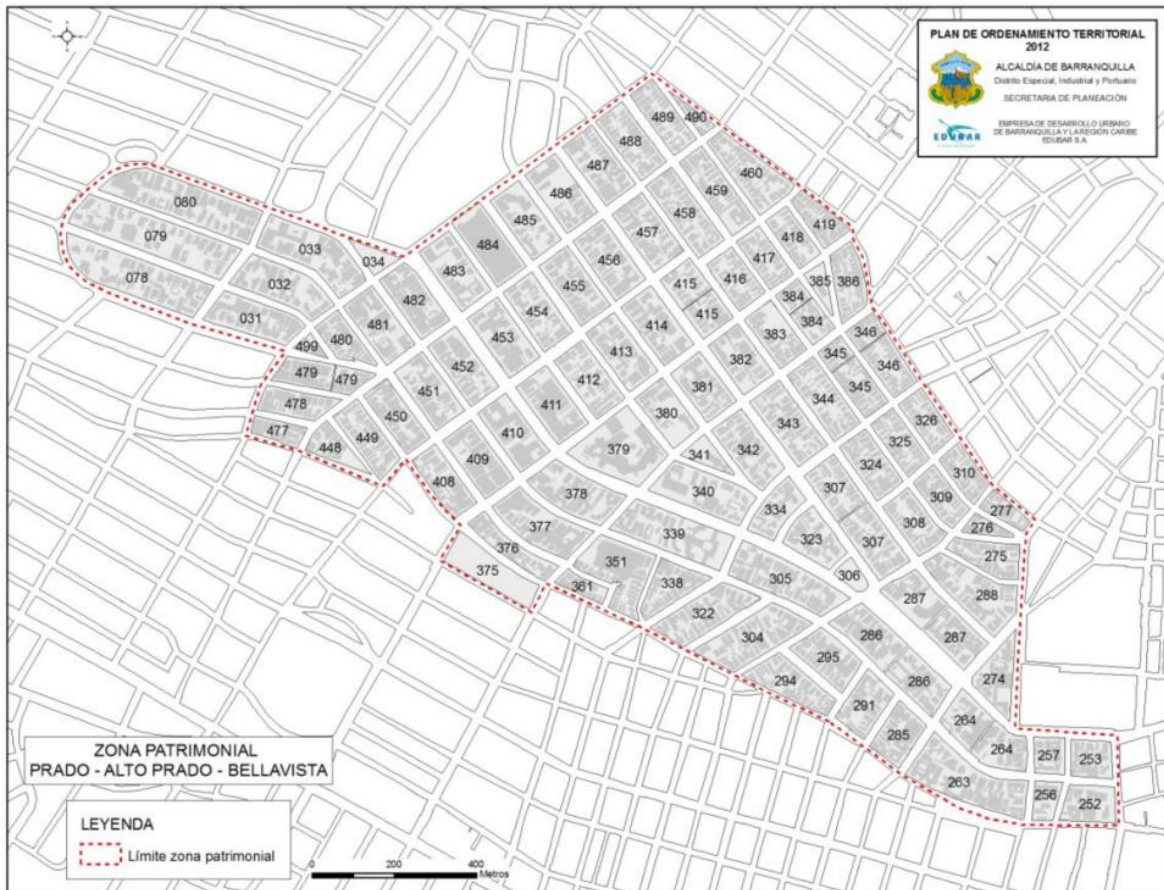 PLAN DE ORDENAMIENTO TERRITORIAL
2012
ALCALDÍA DE BARRANQUILLA
Distrito Especial, Industrial y Portuario
SECRETARIA DE PLANEACIÓN
EMPRESA DE DESARROLLO URBANO
DE BARRANQUILLA Y LA REGIÓN CARIBE
EDUBAR S.A.
EDUBAR
489 490
488
487 460
486 459
080 485 458 419
079 033 484 457 418
034 483 456 417
078 032 482 455 415 416 385 386
031 480 481 454 414 415 384
499 453 413 382 383 384 346
479 479 452 412 381 345 346
478 450 451 411 380 344 345
477 448 449 410 379 341 342 343 325 326
408 409 378 340 307 324 310
377 339 334 323 308 309 277
376 351 307 276
375 361 338 305 306 275
322 287 288
304 295 286 287
294 286 274
291 264
285 264 257 253
263 256 252
ZONA PATRIMONIAL
PRADO - ALTO PRADO - BELLAVISTA
LEYENDA
Límite zona patrimonial
0 200 400
Metros